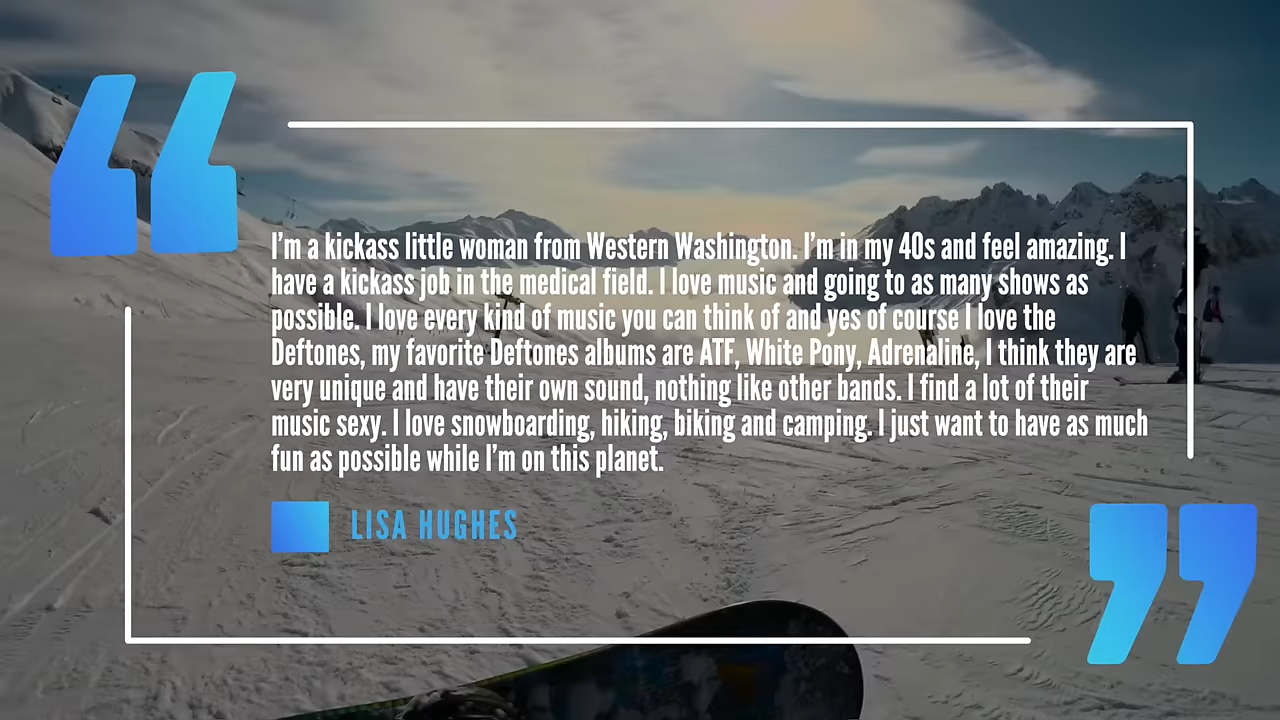 I'm a kickass little woman from Western Washington. I'm in my 40s and feel amazing. I
have a kickass job in the medical field. I love music and going to as many shows as
possible. I love every kind of music you can think of and yes of course I love the
Deftones, my favorite Deftones albums are ATF, White Pony, Adrenaline, I think they are
very unique and have their own sound, nothing like other bands. I find a lot of their
music sexy. I love snowboarding, hiking, biking and camping. I just want to have as much
fun as possible while I'm on this planet.
LISA HUGHES